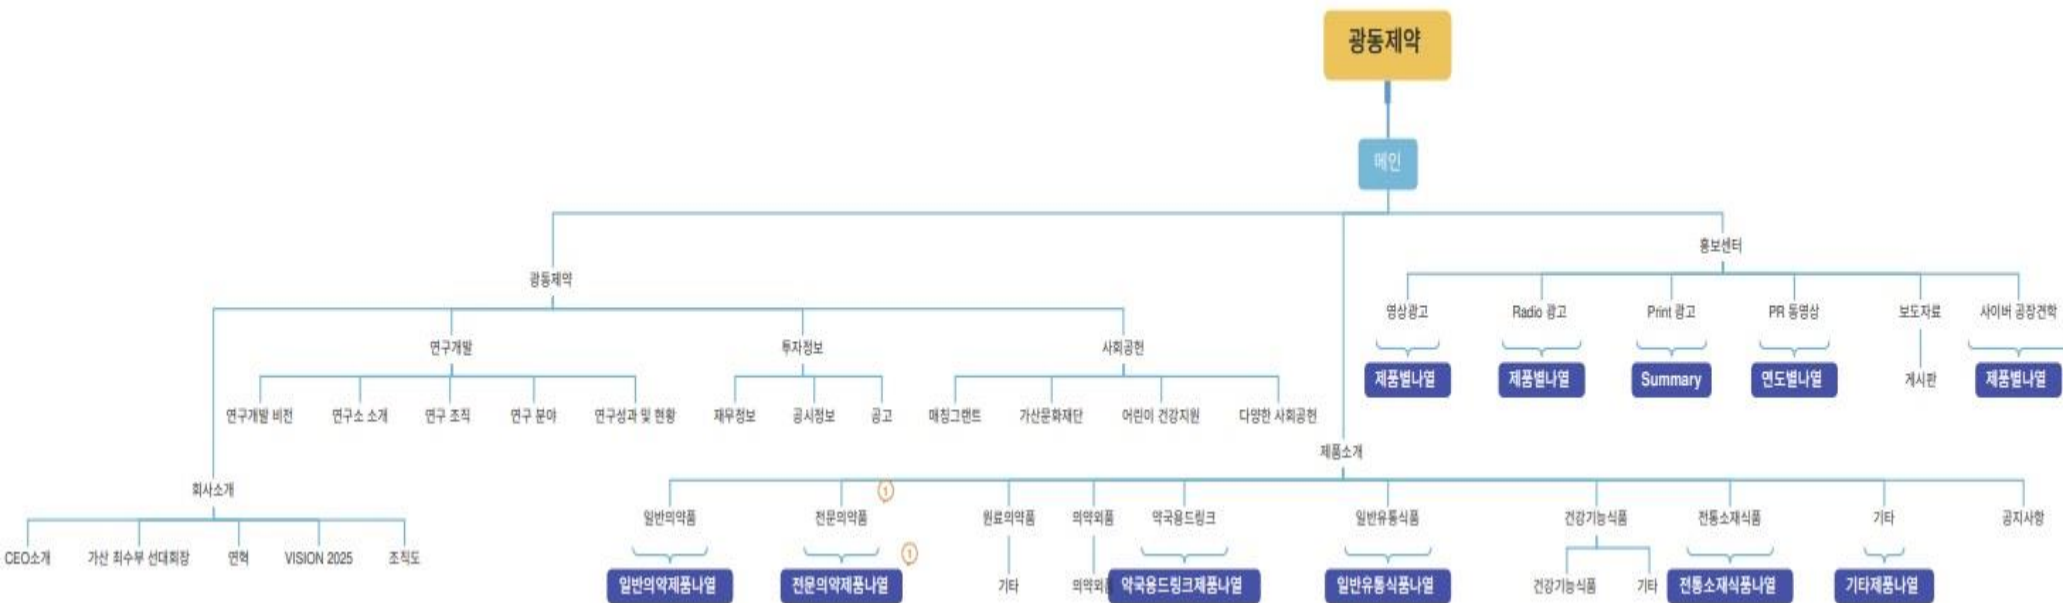 광동제약
메인
홍보센터
광동제약
영상광고 Radio 광고 Print 광고 PR 동영상 보도자료 사이버 공장견학
연구개발 투자정보 사회공헌
제품별나열 제품별나열 Summary 연도별나열 게시판 제품별나열
연구개발 비전 연구소 소개 연구 조직 연구 분야 연구성과 및 현황 재무정보 공시정보 공고 매칭그랜트 가산문화재단 어린이 건강지원 다양한 사회공헌
제품소개
회사소개
1
일반의약품 전문의약품 원료의약품 의약외품 약국용드링크 일반유통식품 건강기능식품 전통소재식품 기타 공지사항
CEO소개 가산 최수부 선대회장 연혁 VISION 2025 조직도
1
일반의약제품나열 전문의약제품나열 기타 의약외 약국용드링크제품나열 일반유통식품나열 건강기능식품 기타 전통소재식품나열 기타제품나열